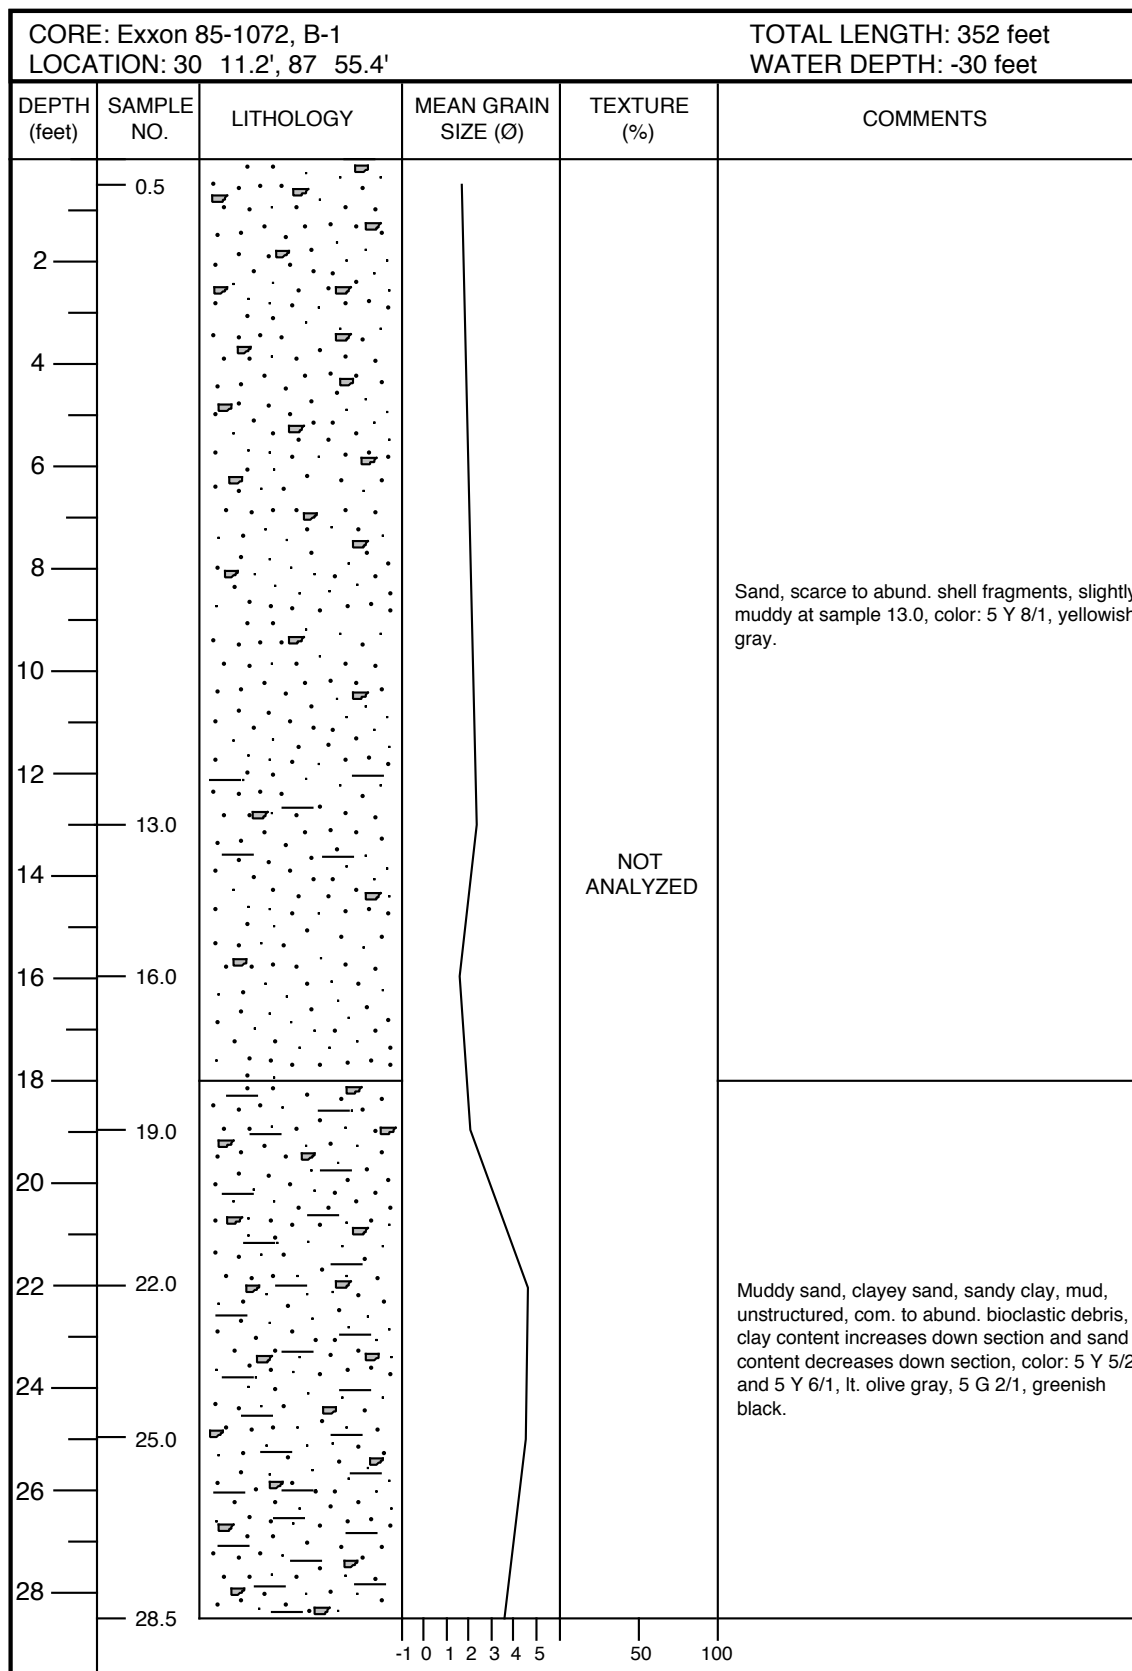 CORE: Exxon 85-1072, B-1
TOTAL LENGTH: 352 feet
LOCATION: 30 11.2', 87 55.4'
WATER DEPTH: -30 feet
DEPTH
(feet)
SAMPLE
NO.
LITHOLOGY
MEAN GRAIN
SIZE (Ø)
TEXTURE
(%)
COMMENTS
0.5
2
4
6
8
Sand, scarce to abund. shell fragments, slightly
muddy at sample 13.0, color: 5 Y 8/1, yellowish
gray.
10
12
13.0
NOT
ANALYZED
14
16
16.0
18
19.0
20
22
22.0
Muddy sand, clayey sand, sandy clay, mud,
unstructured, com. to abund. bioclastic debris,
clay content increases down section and sand
content decreases down section, color: 5 Y 5/2
and 5 Y 6/1, lt. olive gray, 5 G 2/1, greenish
black.
24
25.0
26
28
28.5
-1 0 1 2 3 4 5
50 100